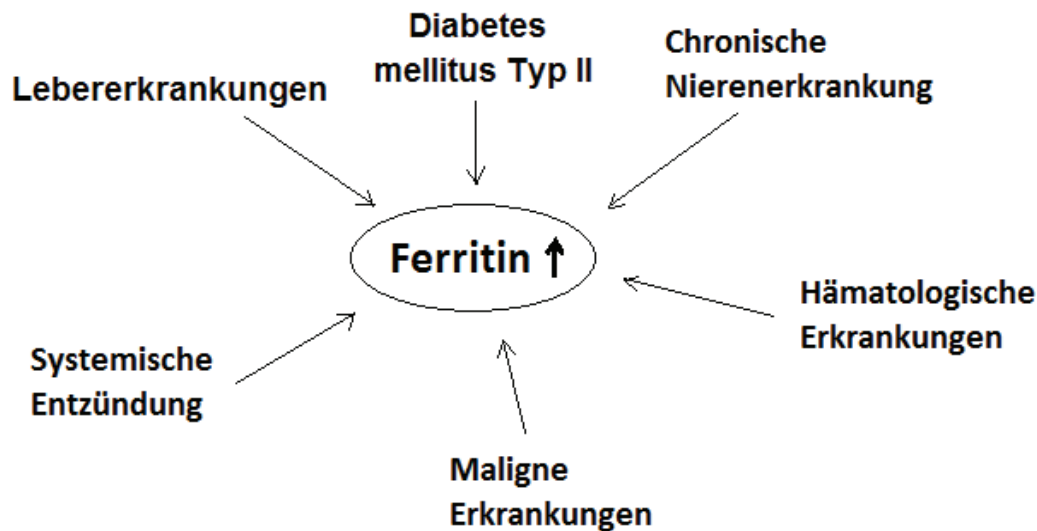 Diabetes
mellitus Typ II
Chronische
Nierenerkrankung
Lebererkrankungen
Ferritin ↑
Hämatologische
Erkrankungen
Systemische
Entzündung
Maligne
Erkrankungen